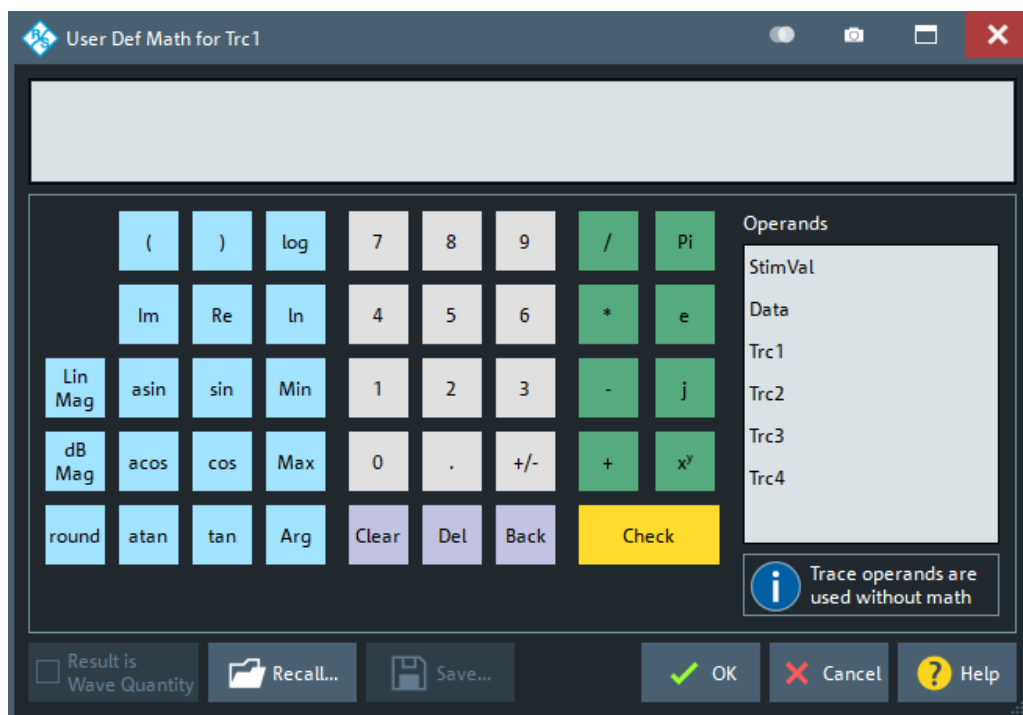 R&S User Def Math for Trc1
( ) log 7 8 9 / Pi
Operands
StimVal
Im Re ln 4 5 6 * e
Data
Trc1
Lin
Mag
asin sin Min 1 2 3 - j
Trc2
Trc3
dB
Mag
acos cos Max 0 . +/- + xʸ
Trc4
round atan tan Arg Clear Del Back Check
i Trace operands are
used without math
Result is
Wave Quantity
Recall... Save... OK Cancel ? Help